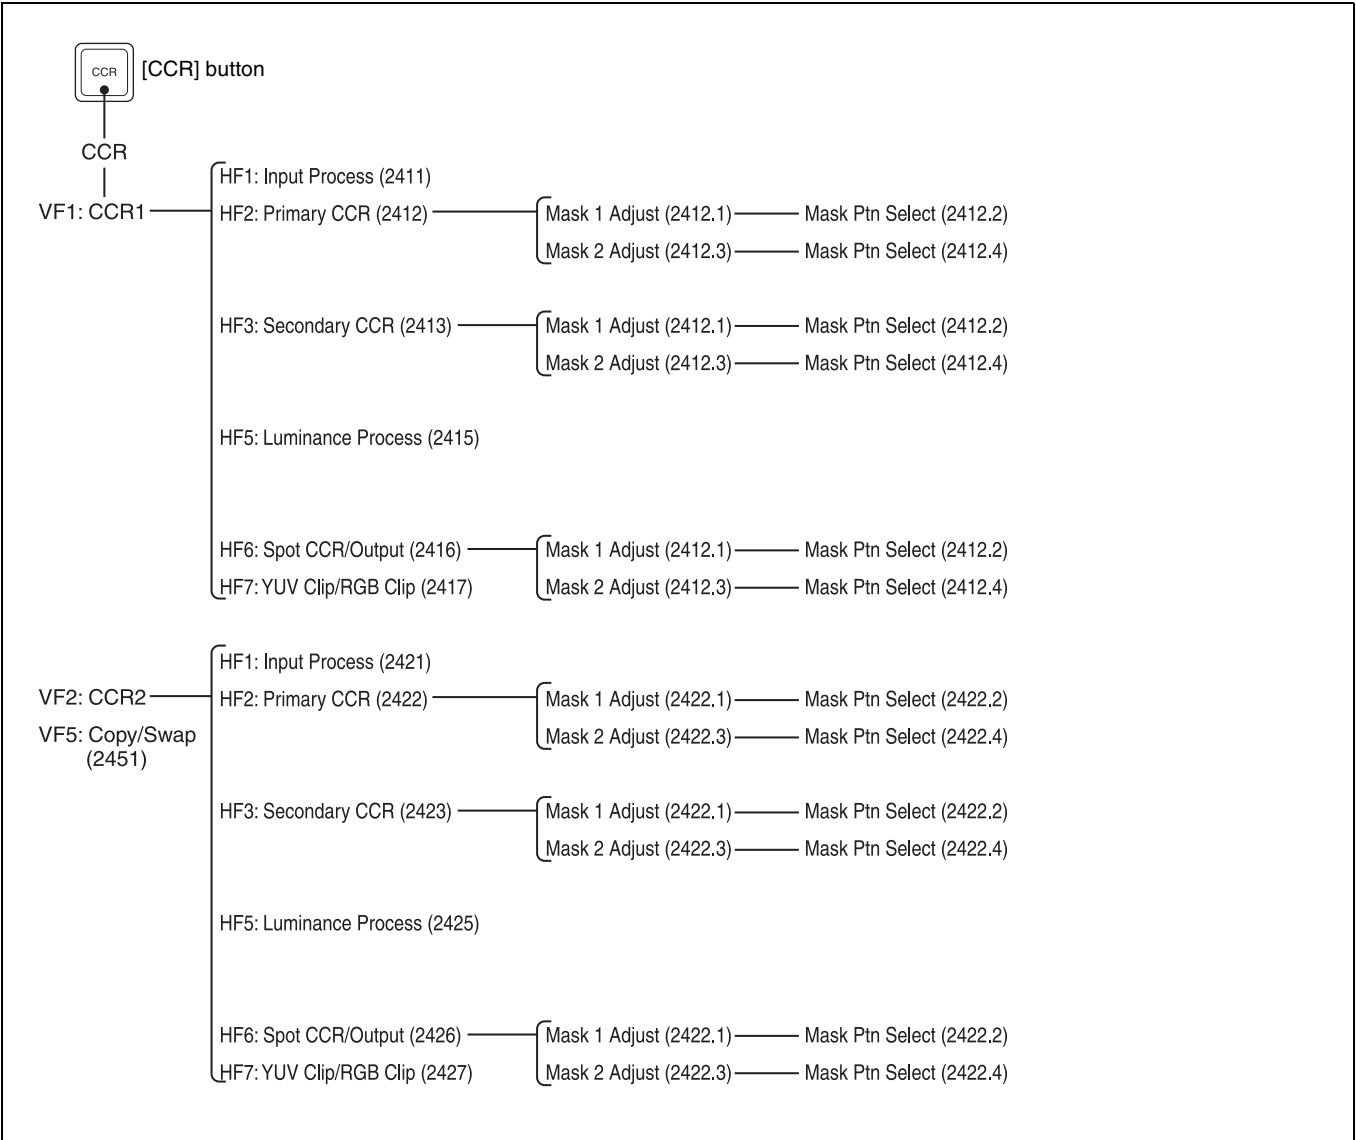 CCR
[CCR] button
CCR
VF1: CCR1
HF1: Input Process (2411)
HF2: Primary CCR (2412)
Mask 1 Adjust (2412.1)
Mask Ptn Select (2412.2)
Mask 2 Adjust (2412.3)
Mask Ptn Select (2412.4)
HF3: Secondary CCR (2413)
Mask 1 Adjust (2412.1)
Mask Ptn Select (2412.2)
Mask 2 Adjust (2412.3)
Mask Ptn Select (2412.4)
HF5: Luminance Process (2415)
HF6: Spot CCR/Output (2416)
Mask 1 Adjust (2412.1)
Mask Ptn Select (2412.2)
HF7: YUV Clip/RGB Clip (2417)
Mask 2 Adjust (2412.3)
Mask Ptn Select (2412.4)
VF2: CCR2
VF5: Copy/Swap
(2451)
HF1: Input Process (2421)
HF2: Primary CCR (2422)
Mask 1 Adjust (2422.1)
Mask Ptn Select (2422.2)
Mask 2 Adjust (2422.3)
Mask Ptn Select (2422.4)
HF3: Secondary CCR (2423)
Mask 1 Adjust (2422.1)
Mask Ptn Select (2422.2)
Mask 2 Adjust (2422.3)
Mask Ptn Select (2422.4)
HF5: Luminance Process (2425)
HF6: Spot CCR/Output (2426)
Mask 1 Adjust (2422.1)
Mask Ptn Select (2422.2)
HF7: YUV Clip/RGB Clip (2427)
Mask 2 Adjust (2422.3)
Mask Ptn Select (2422.4)